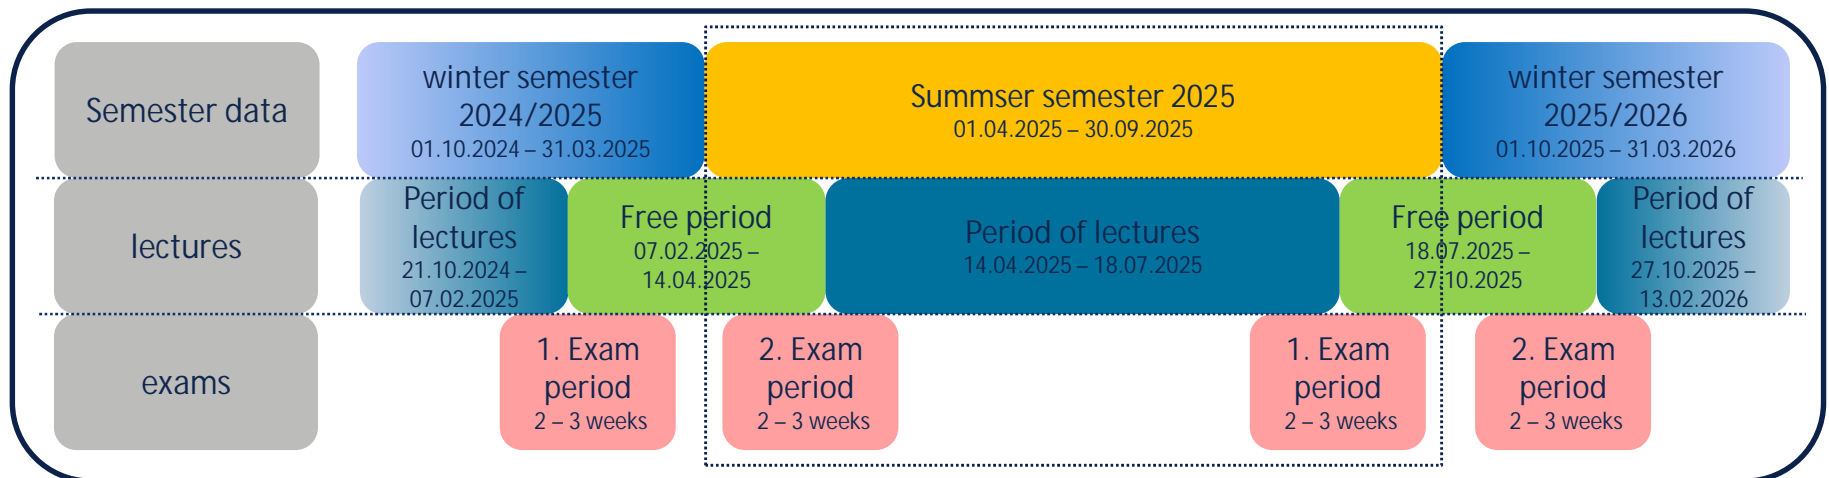 Semester data
winter semester
2024/2025
01.10.2024 – 31.03.2025
Summser semester 2025
01.04.2025 – 30.09.2025
winter semester
2025/2026
01.10.2025 – 31.03.2026
lectures
Period of
lectures
21.10.2024 –
07.02.2025
Free period
07.02.2025 –
14.04.2025
Period of lectures
14.04.2025 – 18.07.2025
Free period
18.07.2025 –
27.10.2025
Period of
lectures
27.10.2025 –
13.02.2026
exams
1. Exam
period
2 – 3 weeks
2. Exam
period
2 – 3 weeks
1. Exam
period
2 – 3 weeks
2. Exam
period
2 – 3 weeks